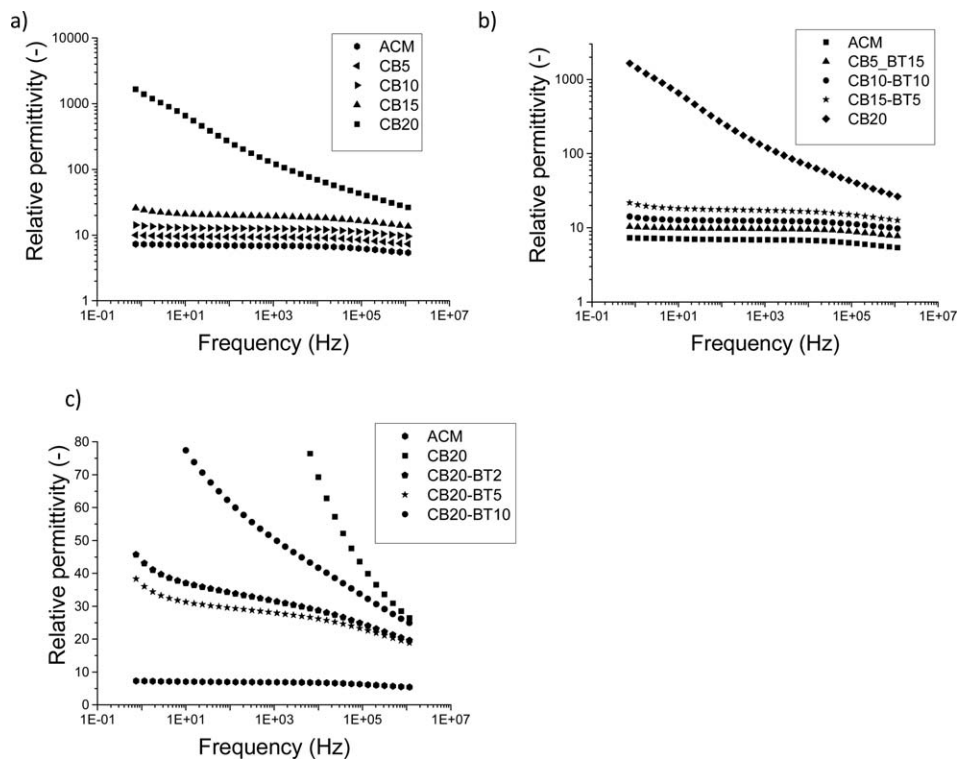 a)
Relative permittivity (-)
10000
1000
100
10
1
1E-01 1E+01 1E+03 1E+05 1E+07
Frequency (Hz)
ACM
CB5
CB10
CB15
CB20
b)
Relative permittivity (-)
1000
100
10
1
1E-01 1E+01 1E+03 1E+05 1E+07
Frequency (Hz)
ACM
CB5_BT15
CB10-BT10
CB15-BT5
CB20
c)
Relative permittivity (-)
80
70
60
50
40
30
20
10
0
1E-01 1E+01 1E+03 1E+05 1E+07
Frequency (Hz)
ACM
CB20
CB20-BT2
CB20-BT5
CB20-BT10